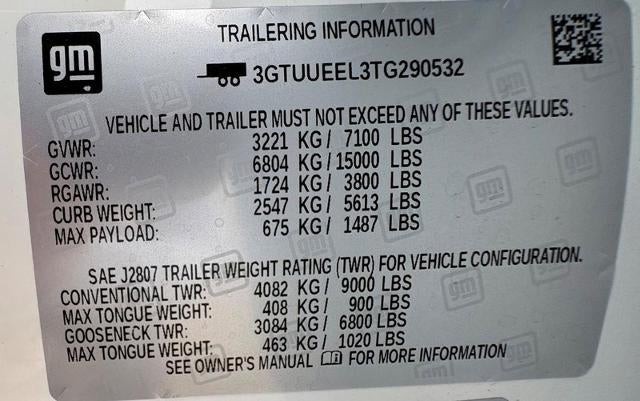 gm
TRAILERING INFORMATION
3GTUUEEL3TG290532
VEHICLE AND TRAILER MUST NOT EXCEED ANY OF THESE VALUES.
GVWR: 3221 KG/ 7100 LBS
GCWR: 6804 KG/ 15000 LBS
RGAWR: 1724 KG/ 3800 LBS
CURB WEIGHT: 2547 KG/ 5613 LBS
MAX PAYLOAD: 675 KG/ 1487 LBS
SAE J2807 TRAILER WEIGHT RATING (TWR) FOR VEHICLE CONFIGURATION.
CONVENTIONAL TWR: 4082 KG/ 9000 LBS
MAX TONGUE WEIGHT: 408 KG/ 900 LBS
GOOSENECK TWR: 3084 KG/ 6800 LBS
MAX TONGUE WEIGHT: 463 KG/ 1020 LBS
SEE OWNER'S MANUAL FOR MORE INFORMATION